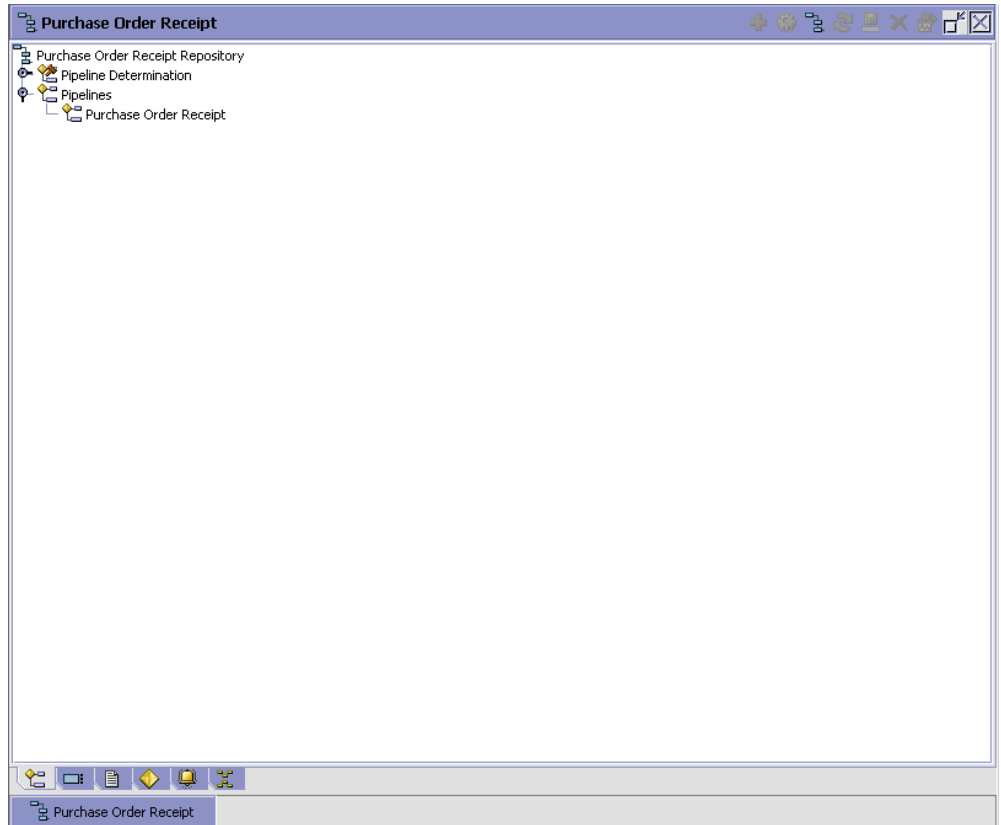 Purchase Order Receipt
Purchase Order Receipt Repository
Pipeline Determination
Pipelines
Purchase Order Receipt
Purchase Order Receipt